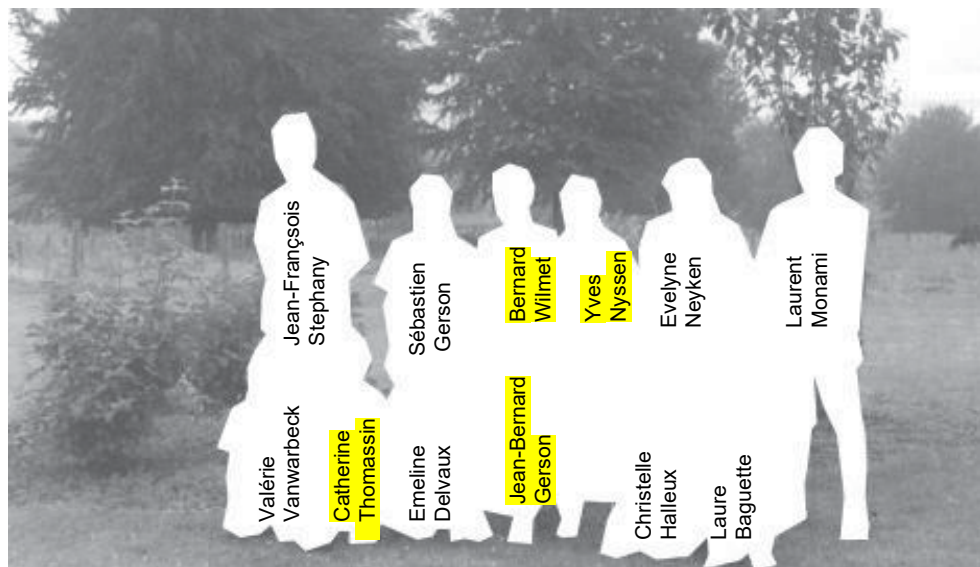 Jean-Françsois
Stephany
Sébastien
Gerson
Bernard
Wilmet
Yves
Nyssen
Evelyne
Neyken
Laurent
Monami
Valérie
Vanwarbeck
Catherine
Thomassin
Emeline
Delvaux
Jean-Bernard
Gerson
Christelle
Halleux
Laure
Baguette